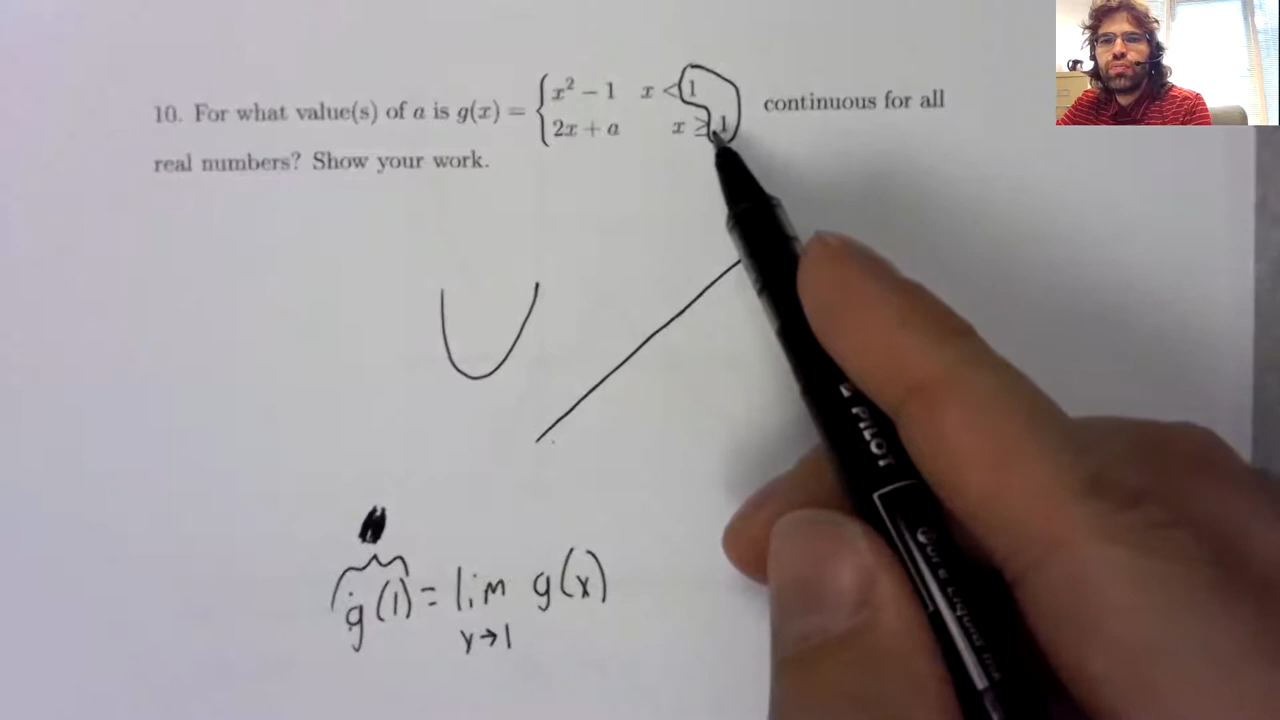 10. For what value(s) of a is g(x) = { x² − 1 x < 1 continuous for all
2x + a x ≥ 1
real numbers? Show your work.
g(1) = lim g(x)
x→1
PILOT